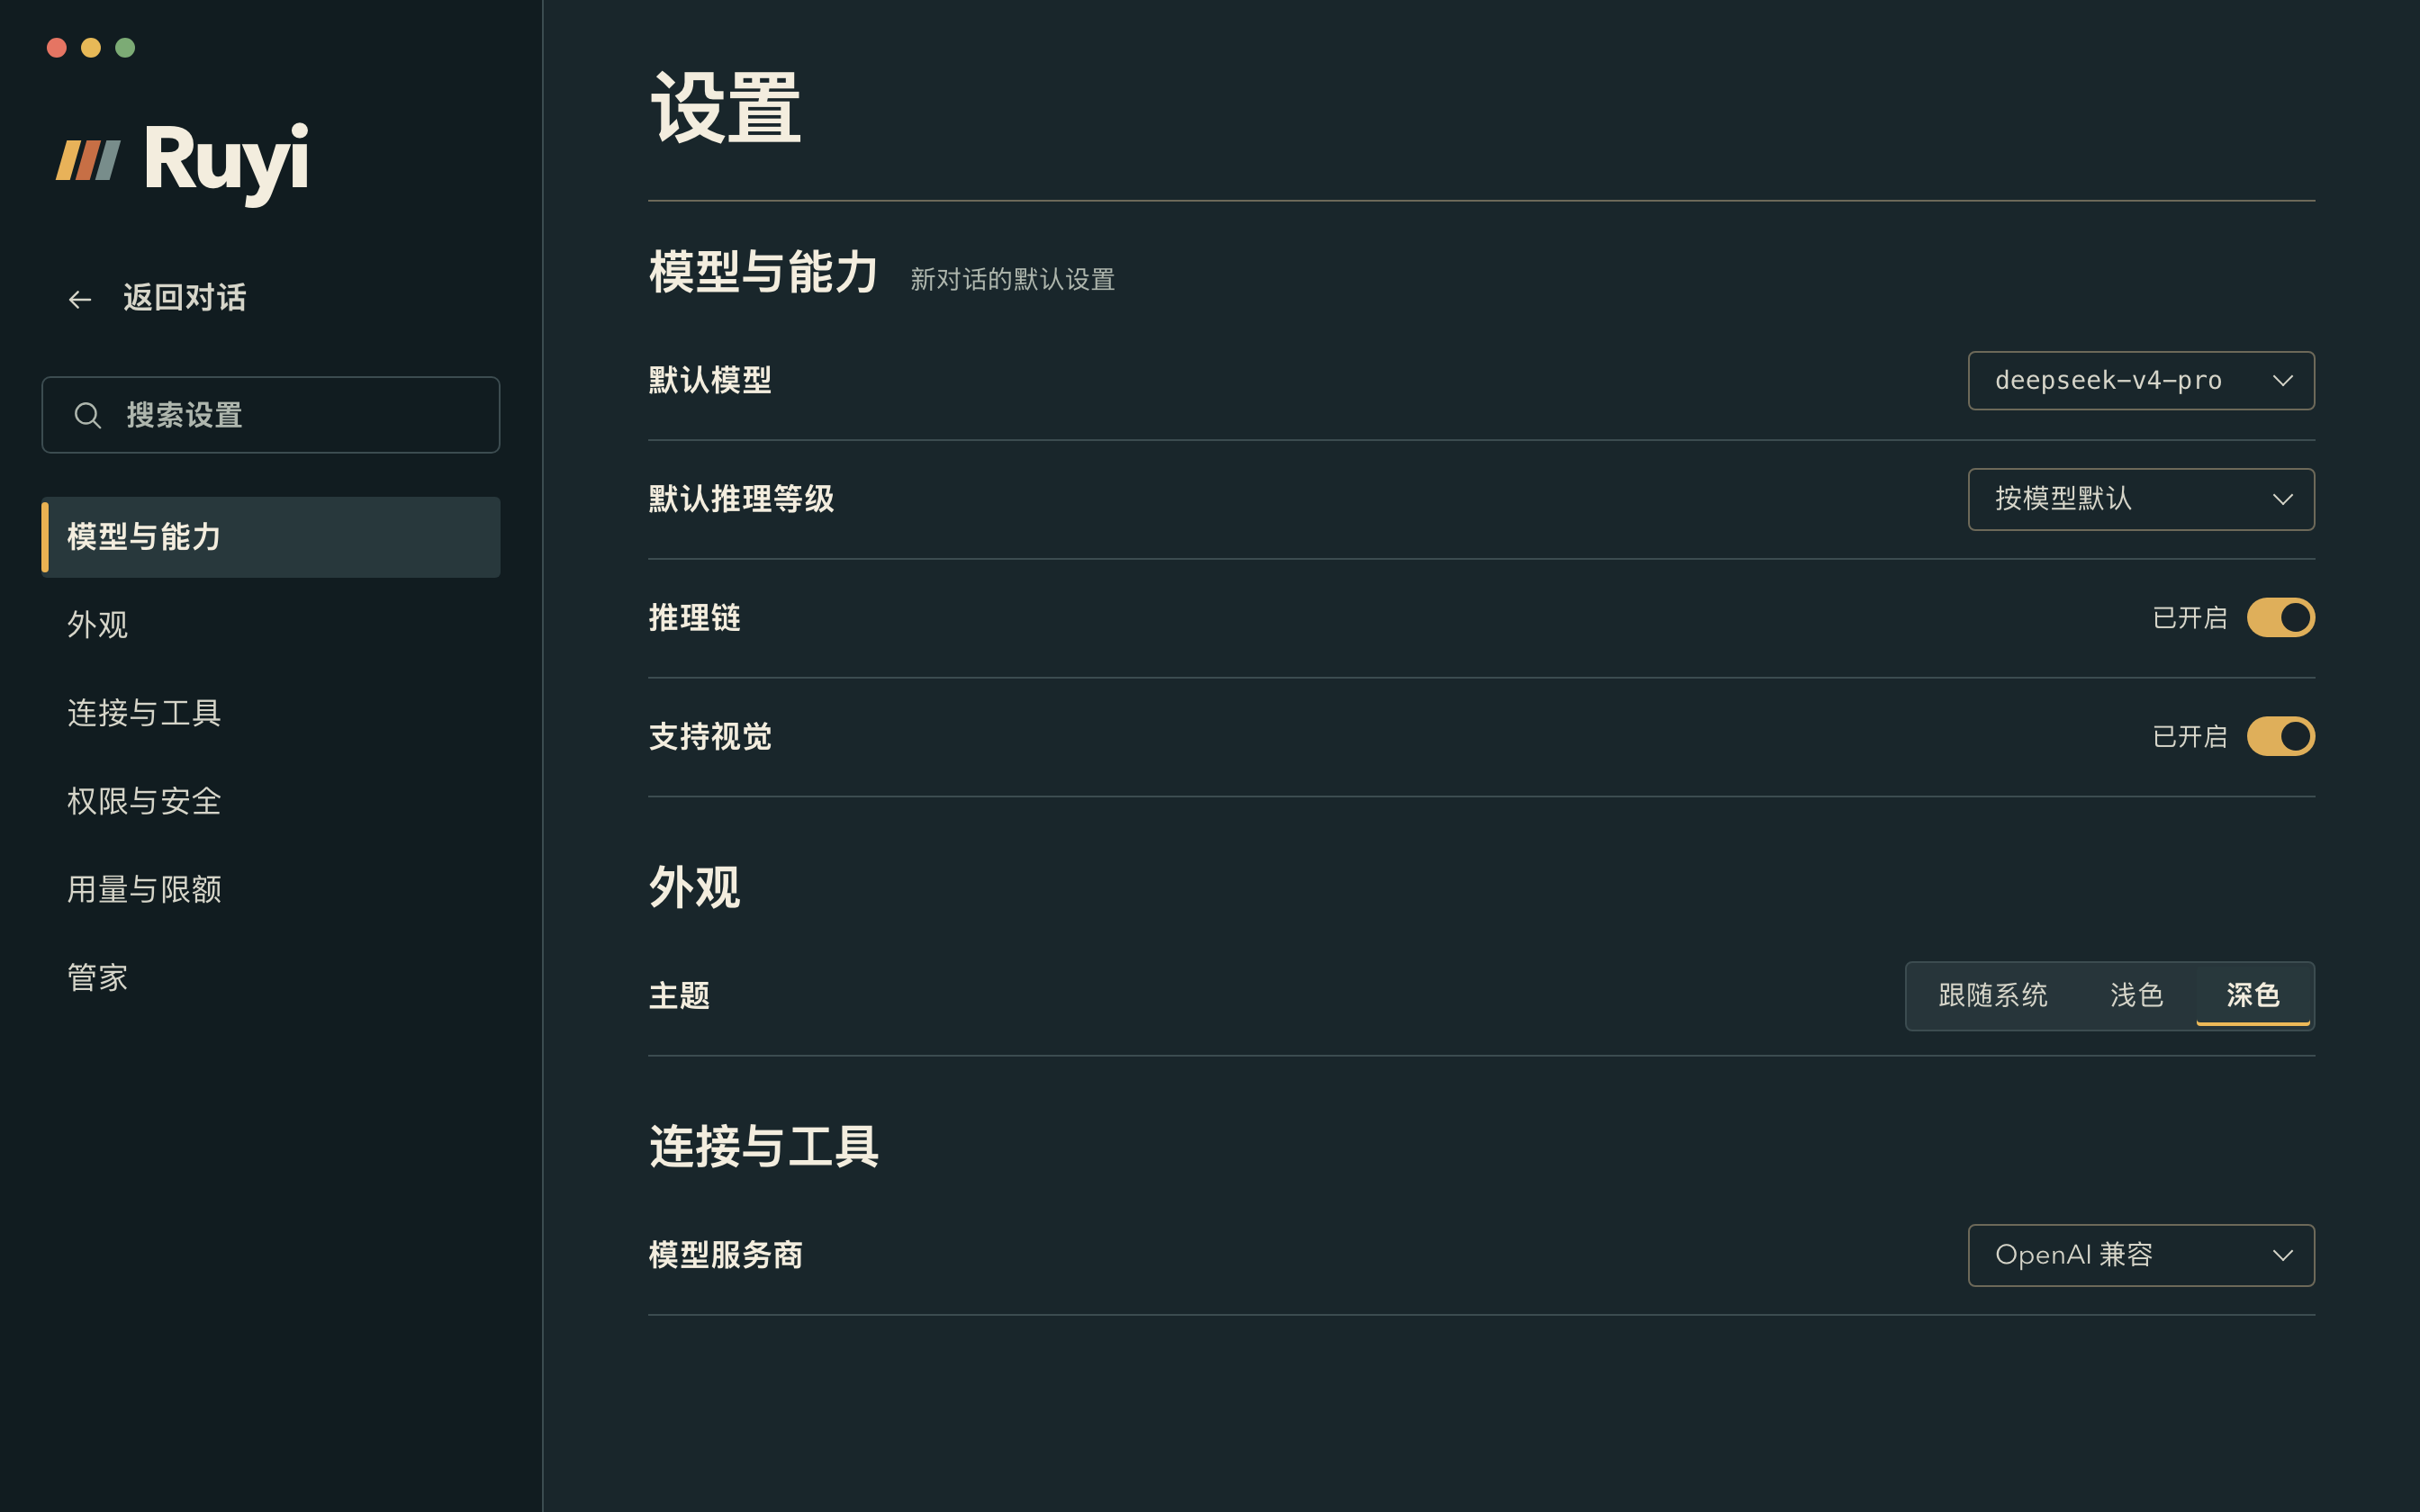 Ruyi
返回对话
搜索设置
模型与能力
外观
连接与工具
权限与安全
用量与限额
管家
设置
模型与能力 新对话的默认设置
默认模型 deepseek-v4-pro
默认推理等级 按模型默认
推理链 已开启
支持视觉 已开启
外观
主题 跟随系统 浅色 深色
连接与工具
模型服务商 OpenAI 兼容